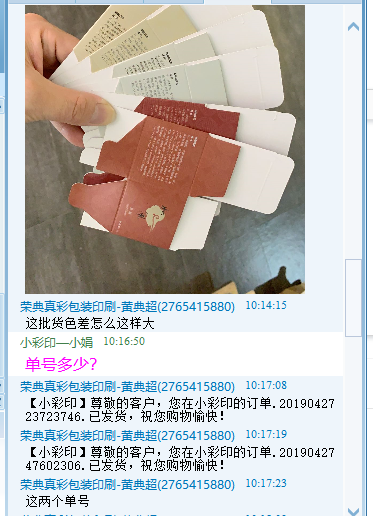 荣典真彩包装印刷-黄典超(2765415880) 10:14:15
这批货色差怎么这样大
小彩印—小娟 10:16:50
单号多少?
荣典真彩包装印刷-黄典超(2765415880) 10:17:08
【小彩印】尊敬的客户，您在小彩印的订单.20190427
23723746.已发货，祝您购物愉快！
荣典真彩包装印刷-黄典超(2765415880) 10:17:19
【小彩印】尊敬的客户，您在小彩印的订单.20190427
47602306.已发货，祝您购物愉快！
荣典真彩包装印刷-黄典超(2765415880) 10:17:23
这两个单号